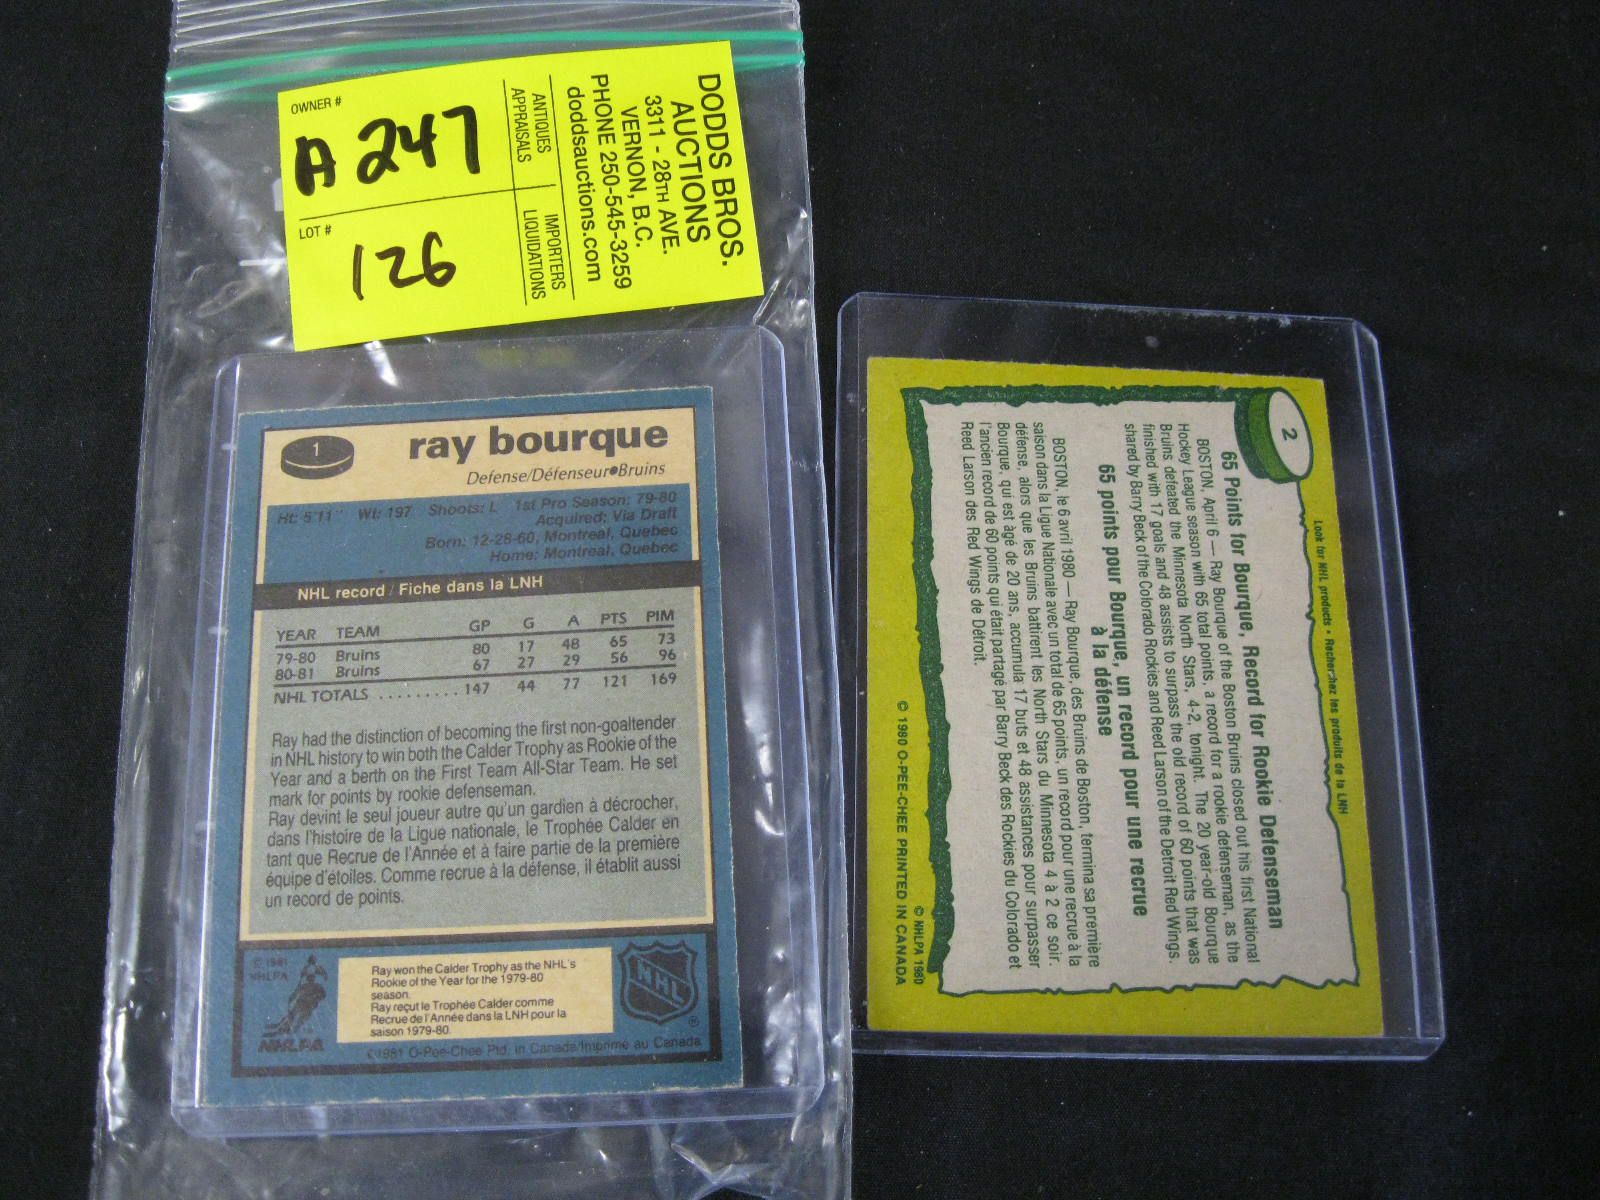 OWNER #
A 247
LOT #
126
ANTIQUES
APPRAISALS
IMPORTERS
LIQUIDATIONS
DODDS BROS.
AUCTIONS
3311 - 28TH AVE.
VERNON, B.C.
PHONE 250-545-3259
doddsauctions.com
1
ray bourque
Defense/Défenseur•Bruins
Ht: 5'11" Wt: 197 Shoots: L 1st Pro Season: 79-80
Acquired: Via Draft
Born: 12-28-60, Montreal, Quebec
Home: Montreal, Quebec
NHL record / Fiche dans la LNH
YEAR TEAM GP G A PTS PIM
79-80 Bruins 80 17 48 65 73
80-81 Bruins 67 27 29 56 96
NHL TOTALS ......... 147 44 77 121 169
Ray had the distinction of becoming the first non-goaltender
in NHL history to win both the Calder Trophy as Rookie of the
Year and a berth on the First Team All-Star Team. He set
mark for points by rookie defenseman.
Ray devint le seul joueur autre qu'un gardien à décrocher,
dans l'histoire de la Ligue nationale, le Trophée Calder en
tant que Recrue de l'Année et à faire partie de la première
équipe d'étoiles. Comme recrue à la défense, il établit aussi
un record de points.
© 1981
NHLPA
NHLPA
Ray won the Calder Trophy as the NHL's
Rookie of the Year for the 1979-80
season.
Ray reçut le Trophée Calder comme
Recrue de l'Année dans la LNH pour la
saison 1979-80.
NHL
®
©1981 O-Pee-Chee Ptd. in Canada/Imprimé au Canada
2
Look for NHL products • Recherchez les produits de la LNH
65 Points for Bourque, Record for Rookie Defenseman
BOSTON, April 6 — Ray Bourque of the Boston Bruins closed out his first National
Hockey League season with 65 total points, a record for a rookie defenseman, as the
Bruins defeated the Minnesota North Stars, 4-2, tonight. The 20 year-old Bourque
finished with 17 goals and 48 assists to surpass the old record of 60 points that was
shared by Barry Beck of the Colorado Rockies and Reed Larson of the Detroit Red Wings.
65 points pour Bourque, un record pour une recrue
à la défense
BOSTON, le 6 avril 1980 — Ray Bourque, des Bruins de Boston, termina sa première
saison dans la Ligue Nationale avec un total de 65 points, un record pour une recrue à la
défense, alors que les Bruins battirent les North Stars du Minnesota 4 à 2 ce soir.
Bourque, qui est âgé de 20 ans, accumula 17 buts et 48 assistances pour surpasser
l'ancien record de 60 points qui était partagé par Barry Beck des Rockies du Colorado et
Reed Larson des Red Wings de Détroit.
© NHLPA 1980
© 1980 O-PEE-CHEE PRINTED IN CANADA